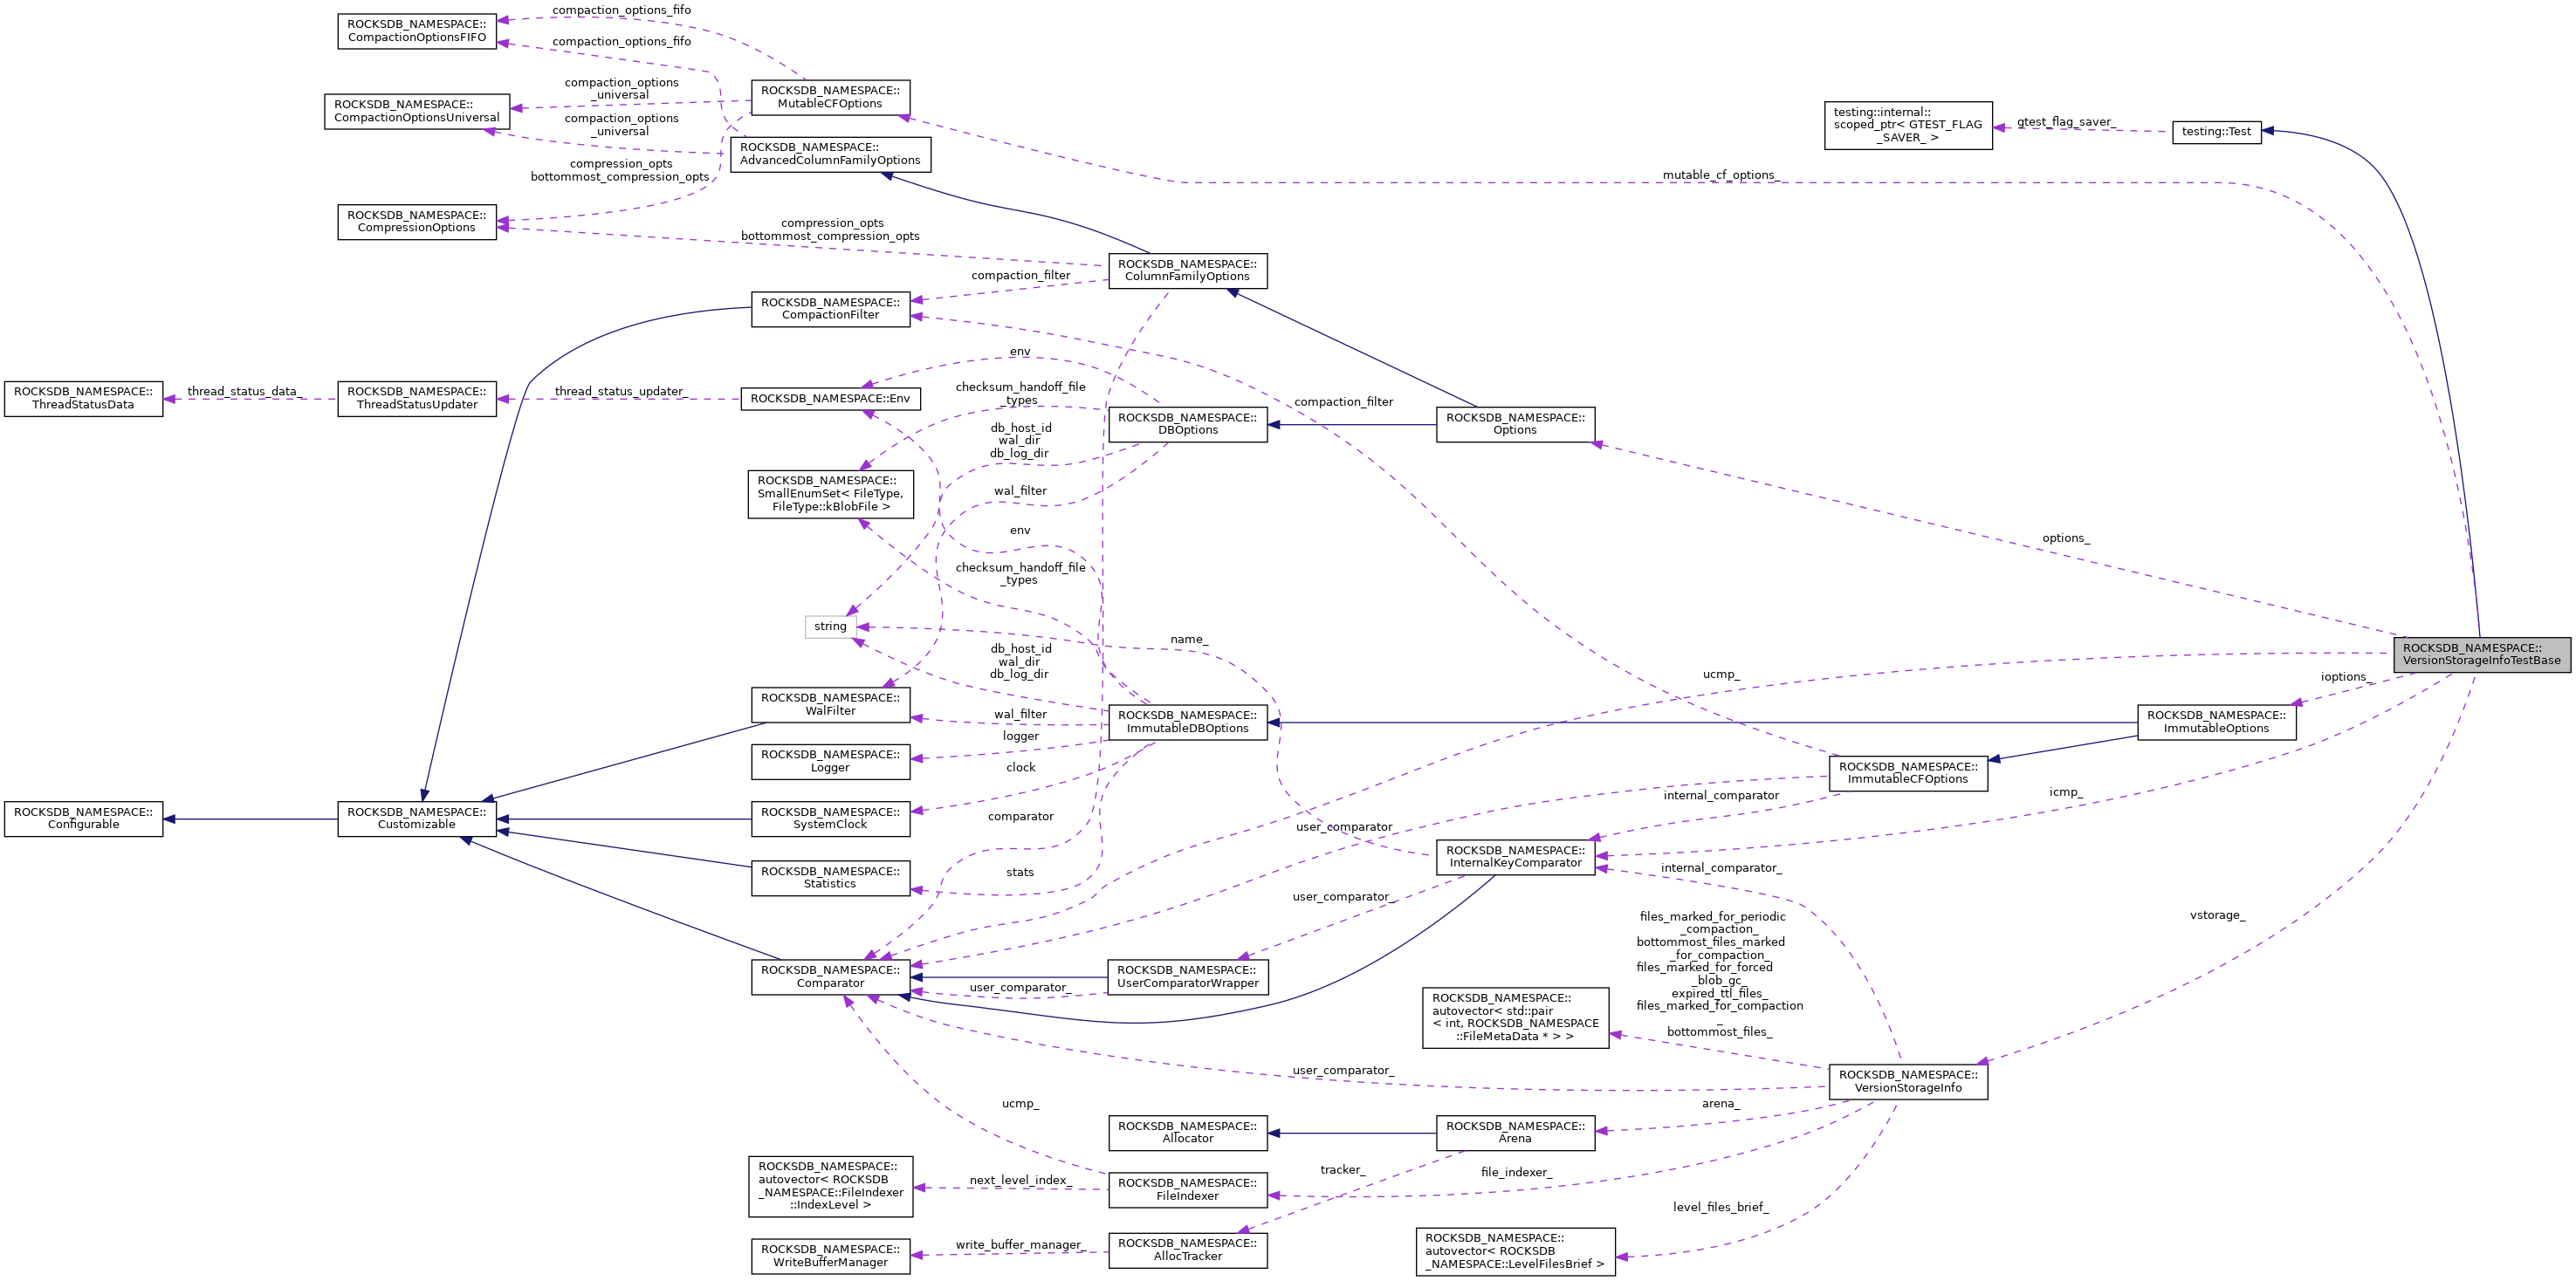 compaction_options_fifo
ROCKSDB_NAMESPACE::
CompactionOptionsFIFO
compaction_options_fifo
compaction_options
_universal
ROCKSDB_NAMESPACE::
MutableCFOptions
ROCKSDB_NAMESPACE::
CompactionOptionsUniversal
compaction_options
_universal
testing::internal::
scoped_ptr< GTEST_FLAG
_SAVER_ >
gtest_flag_saver_
testing::Test
ROCKSDB_NAMESPACE::
AdvancedColumnFamilyOptions
compression_opts
bottommost_compression_opts
mutable_cf_options_
ROCKSDB_NAMESPACE::
CompressionOptions
compression_opts
bottommost_compression_opts
ROCKSDB_NAMESPACE::
ColumnFamilyOptions
compaction_filter
ROCKSDB_NAMESPACE::
CompactionFilter
env
ROCKSDB_NAMESPACE::
ThreadStatusData
thread_status_data_
ROCKSDB_NAMESPACE::
ThreadStatusUpdater
thread_status_updater_
ROCKSDB_NAMESPACE::Env
checksum_handoff_file
_types
compaction_filter
ROCKSDB_NAMESPACE::
DBOptions
ROCKSDB_NAMESPACE::
Options
db_host_id
wal_dir
db_log_dir
ROCKSDB_NAMESPACE::
SmallEnumSet< FileType,
FileType::kBlobFile >
wal_filter
env
options_
checksum_handoff_file
_types
string
name_
db_host_id
wal_dir
db_log_dir
ROCKSDB_NAMESPACE::
VersionStorageInfoTestBase
ucmp_
ioptions_
ROCKSDB_NAMESPACE::
WalFilter
wal_filter
ROCKSDB_NAMESPACE::
ImmutableDBOptions
ROCKSDB_NAMESPACE::
ImmutableOptions
logger
ROCKSDB_NAMESPACE::
Logger
clock
ROCKSDB_NAMESPACE::
ImmutableCFOptions
internal_comparator
icmp_
ROCKSDB_NAMESPACE::
Configurable
ROCKSDB_NAMESPACE::
Customizable
ROCKSDB_NAMESPACE::
SystemClock
comparator
user_comparator
ROCKSDB_NAMESPACE::
InternalKeyComparator
internal_comparator_
ROCKSDB_NAMESPACE::
Statistics
stats
user_comparator_
vstorage_
files_marked_for_periodic
_compaction_
bottommost_files_marked
_for_compaction_
files_marked_for_forced
_blob_gc_
expired_ttl_files_
files_marked_for_compaction
_
bottommost_files_
ROCKSDB_NAMESPACE::
Comparator
user_comparator_
ROCKSDB_NAMESPACE::
UserComparatorWrapper
ROCKSDB_NAMESPACE::
autovector< std::pair
< int, ROCKSDB_NAMESPACE
::FileMetaData * > >
user_comparator_
ROCKSDB_NAMESPACE::
VersionStorageInfo
ucmp_
arena_
ROCKSDB_NAMESPACE::
Allocator
ROCKSDB_NAMESPACE::
Arena
tracker_
file_indexer_
ROCKSDB_NAMESPACE::
autovector< ROCKSDB
_NAMESPACE::FileIndexer
::IndexLevel >
next_level_index_
ROCKSDB_NAMESPACE::
FileIndexer
level_files_brief_
ROCKSDB_NAMESPACE::
WriteBufferManager
write_buffer_manager_
ROCKSDB_NAMESPACE::
AllocTracker
ROCKSDB_NAMESPACE::
autovector< ROCKSDB
_NAMESPACE::LevelFilesBrief >